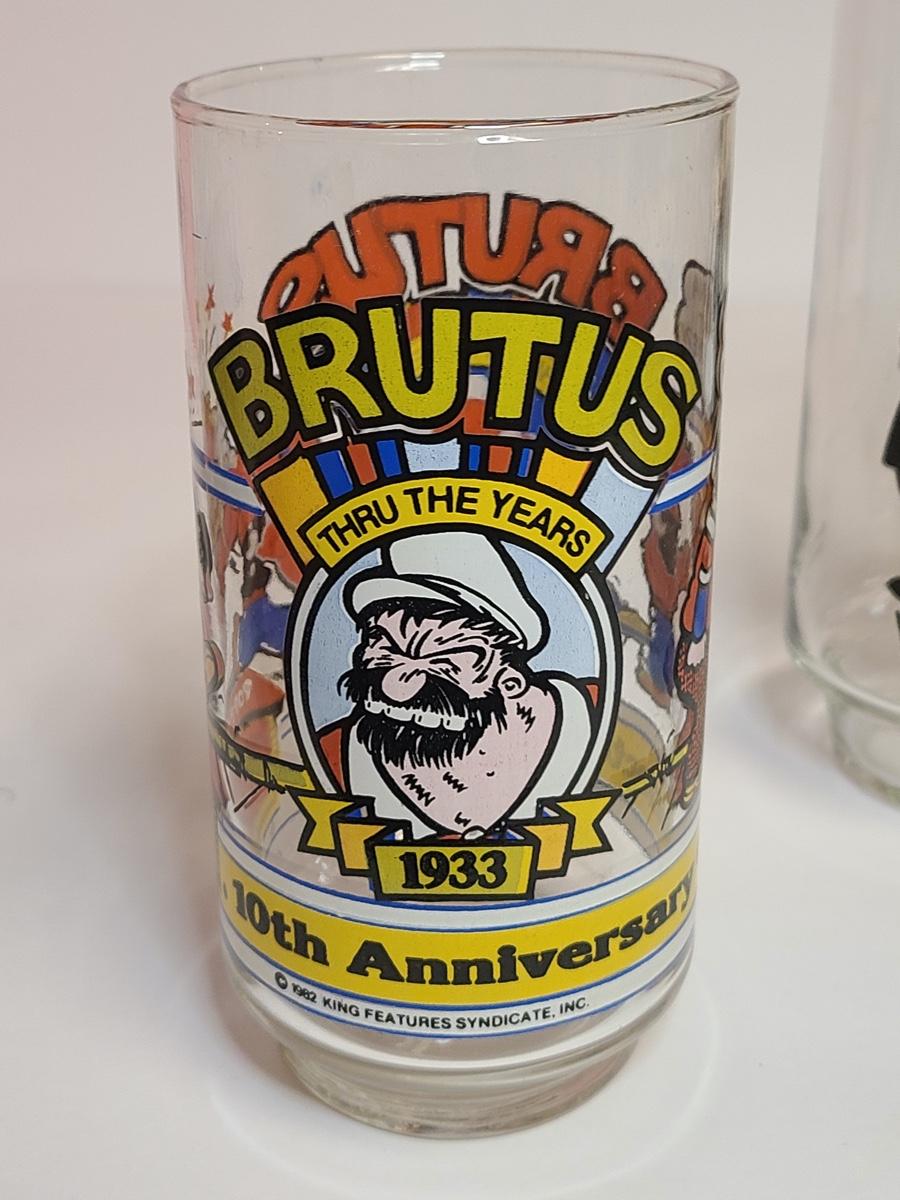 BRUTUS
BRUTUS
THRU THE YEARS
1933
10th Anniversary
© 1982 KING FEATURES SYNDICATE, INC.